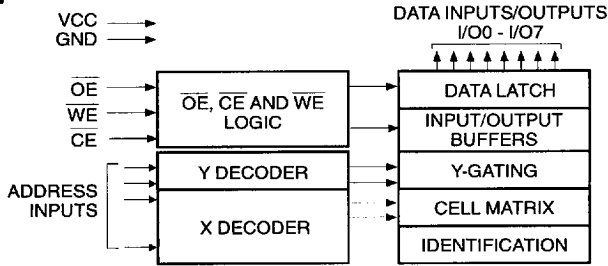 VCC
GND
DATA INPUTS/OUTPUTS
I/O0 - I/O7
OE
WE
CE
OE, CE AND WE
LOGIC
DATA LATCH
INPUT/OUTPUT
BUFFERS
ADDRESS
INPUTS
Y DECODER
Y-GATING
X DECODER
CELL MATRIX
IDENTIFICATION